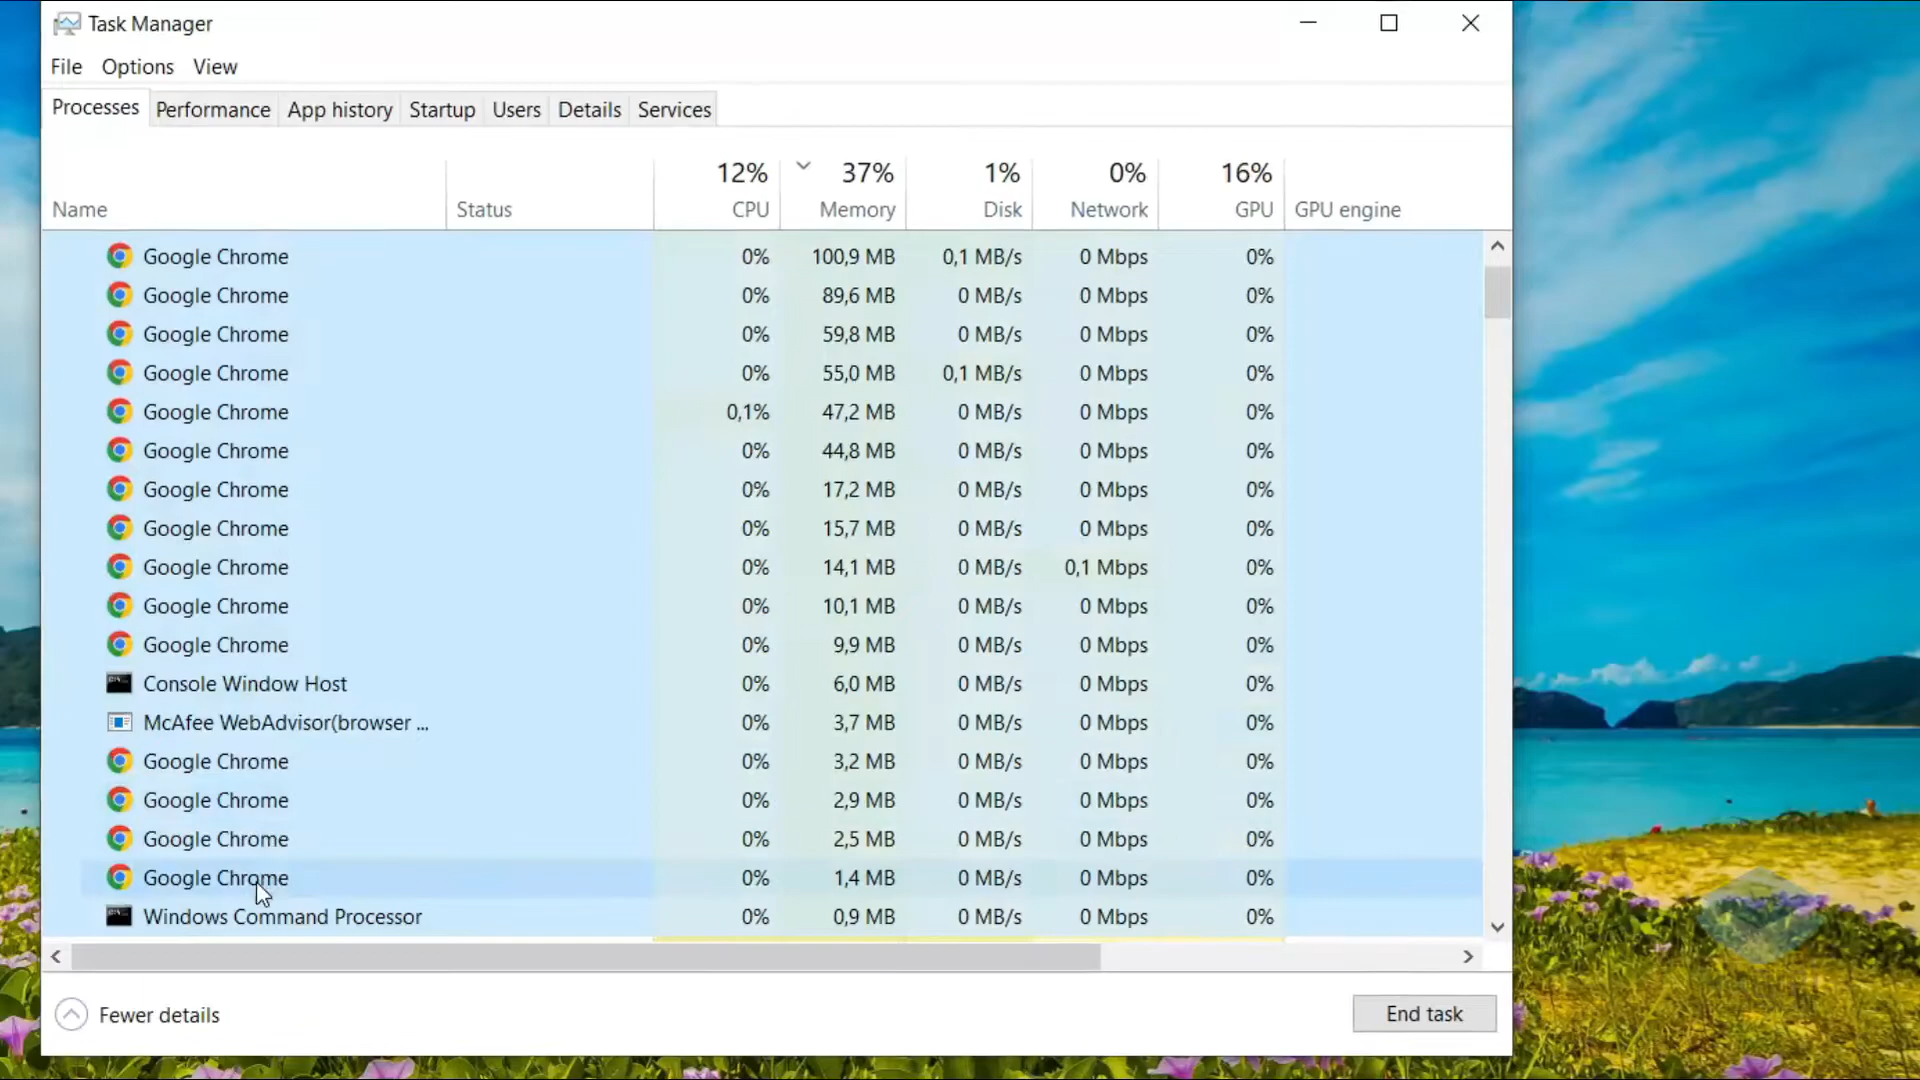 Task Manager
File Options View
Processes Performance App history Startup Users Details Services
12% 37% 1% 0% 16%
Name Status CPU Memory Disk Network GPU GPU engine
Google Chrome 0% 100,9 MB 0,1 MB/s 0 Mbps 0%
Google Chrome 0% 89,6 MB 0 MB/s 0 Mbps 0%
Google Chrome 0% 59,8 MB 0 MB/s 0 Mbps 0%
Google Chrome 0% 55,0 MB 0,1 MB/s 0 Mbps 0%
Google Chrome 0,1% 47,2 MB 0 MB/s 0 Mbps 0%
Google Chrome 0% 44,8 MB 0 MB/s 0 Mbps 0%
Google Chrome 0% 17,2 MB 0 MB/s 0 Mbps 0%
Google Chrome 0% 15,7 MB 0 MB/s 0 Mbps 0%
Google Chrome 0% 14,1 MB 0 MB/s 0,1 Mbps 0%
Google Chrome 0% 10,1 MB 0 MB/s 0 Mbps 0%
Google Chrome 0% 9,9 MB 0 MB/s 0 Mbps 0%
Console Window Host 0% 6,0 MB 0 MB/s 0 Mbps 0%
McAfee WebAdvisor(browser ... 0% 3,7 MB 0 MB/s 0 Mbps 0%
Google Chrome 0% 3,2 MB 0 MB/s 0 Mbps 0%
Google Chrome 0% 2,9 MB 0 MB/s 0 Mbps 0%
Google Chrome 0% 2,5 MB 0 MB/s 0 Mbps 0%
Google Chrome 0% 1,4 MB 0 MB/s 0 Mbps 0%
Windows Command Processor 0% 0,9 MB 0 MB/s 0 Mbps 0%
Fewer details End task